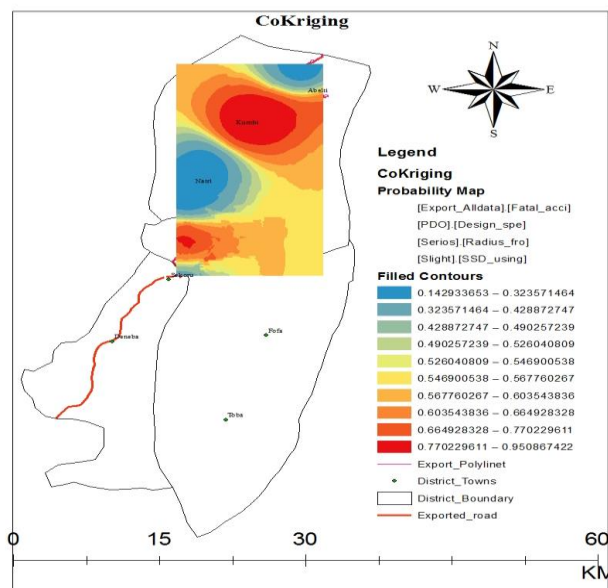 CoKriging
N
W
E
S
Abelti
Kumbi
Natri
Sokoru
Deneba
Fofa
Toba
Legend
CoKriging
Probability Map
[Export_Alldata].[Fatal_acci]
[PDO].[Design_spe]
[Serios].[Radius_fro]
[Slight].[SSD_using]
Filled Contours
0.142933653 – 0.323571464
0.323571464 – 0.428872747
0.428872747 – 0.490257239
0.490257239 – 0.526040809
0.526040809 – 0.546900538
0.546900538 – 0.567760267
0.567760267 – 0.603543836
0.603543836 – 0.664928328
0.664928328 – 0.770229611
0.770229611 – 0.950867422
Export_Polylinet
District_Towns
District_Boundary
Exported_road
0
15
30
60
KM